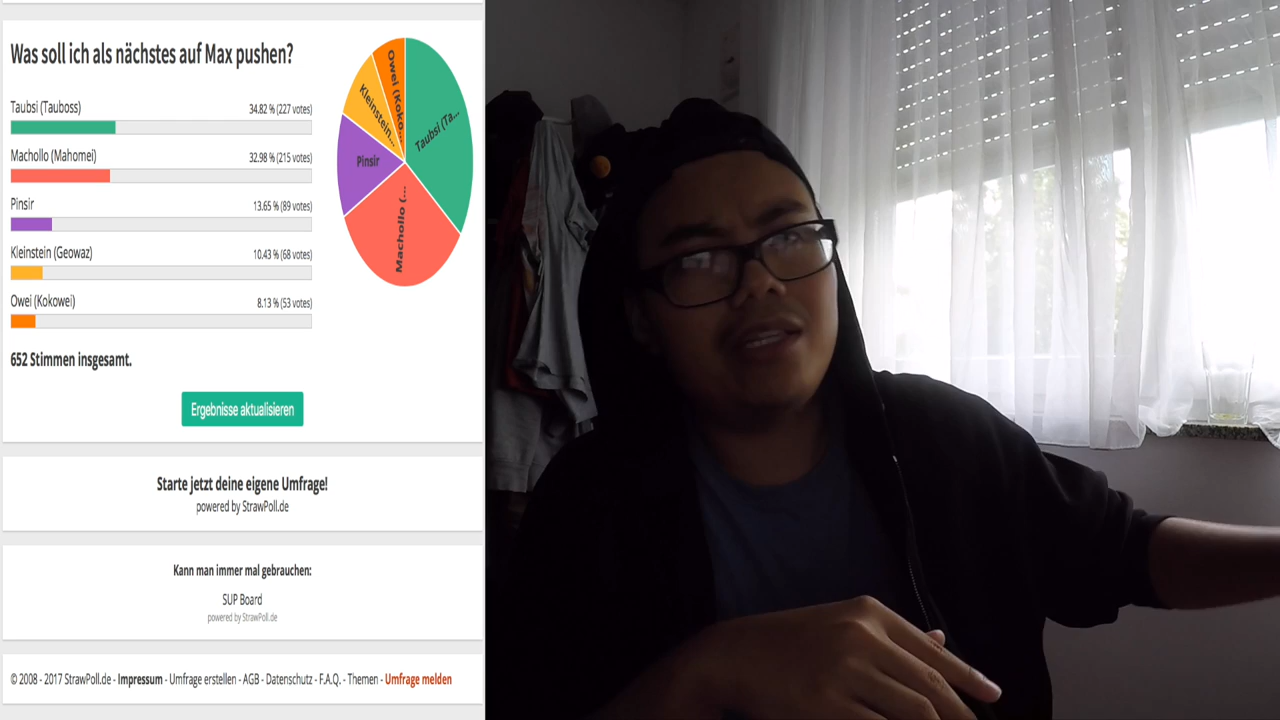 Was soll ich als nächstes auf Max pushen?
Taubsi (Tauboss) 34.82 % (227 votes)
Machollo (Mahomei) 32.98 % (215 votes)
Pinsir 13.65 % (89 votes)
Kleinstein (Geowaz) 10.43 % (68 votes)
Owei (Kokowei) 8.13 % (53 votes)
652 Stimmen insgesamt.
Ergebnisse aktualisieren
Owei (Koko...
Kleinstein...
Taubsi (Ta...
Pinsir
Machollo (...
Starte jetzt deine eigene Umfrage!
powered by StrawPoll.de
Kann man immer mal gebrauchen:
SUP Board
powered by StrawPoll.de
© 2008 - 2017 StrawPoll.de - Impressum - Umfrage erstellen - AGB - Datenschutz - F.A.Q. - Themen - Umfrage melden